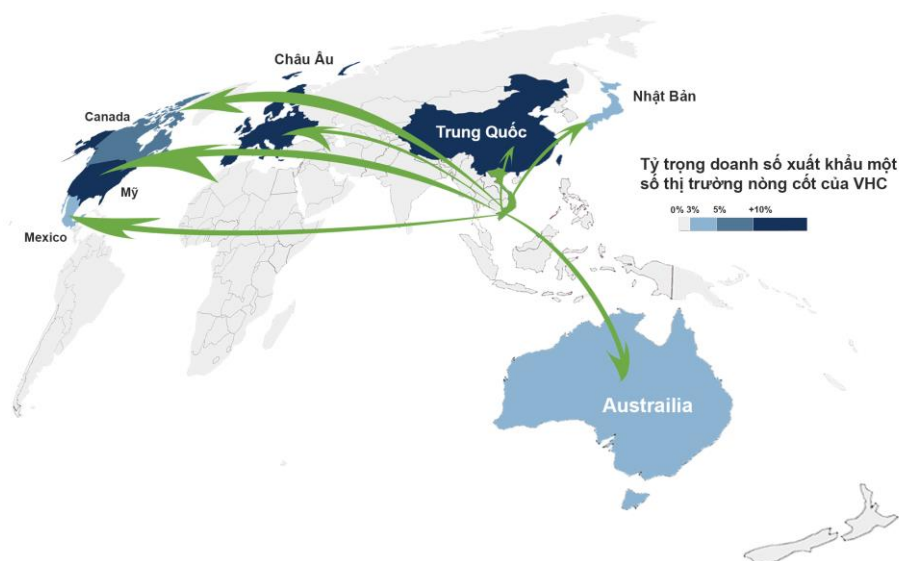 Châu Âu
Canada
Nhật Bản
Trung Quốc
Mỹ
Mexico
Tỷ trọng doanh số xuất khẩu một
số thị trường nòng cốt của VHC
0% 3% 5% +10%
Austrailia